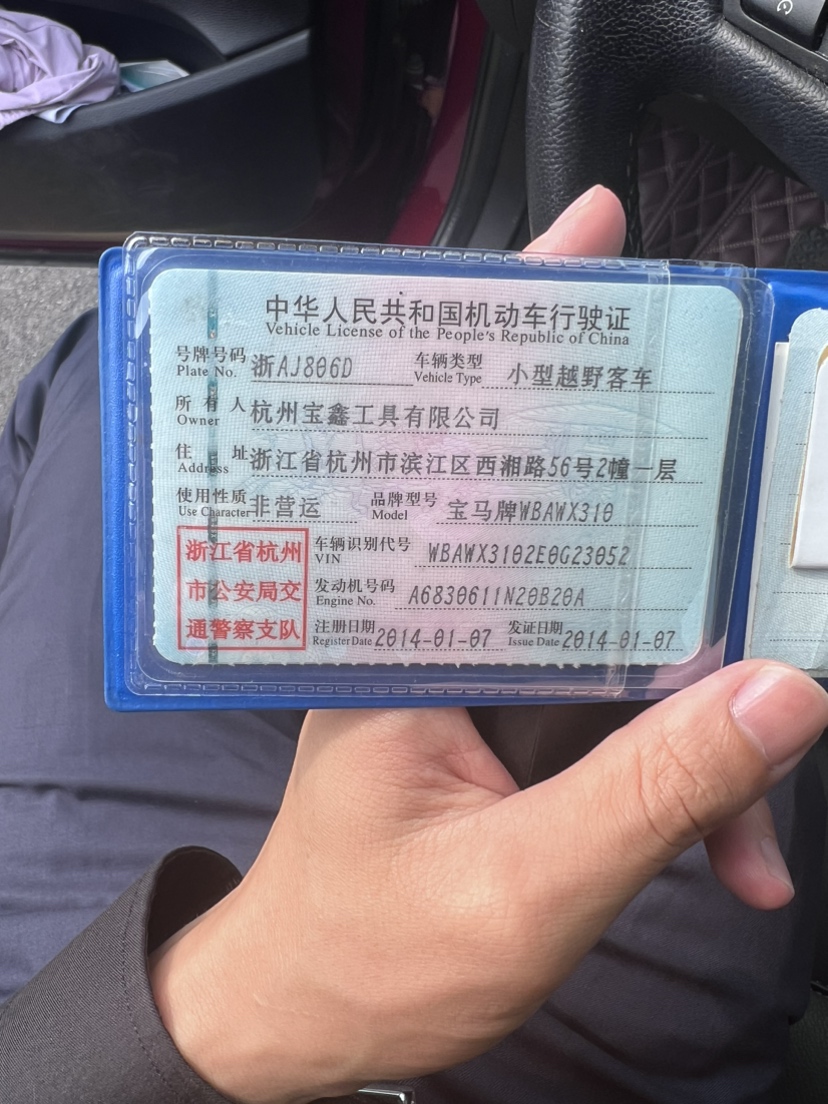 中华人民共和国机动车行驶证
Vehicle License of the People's Republic of China
号牌号码 浙AJ806D 车辆类型 小型越野客车
Plate No. Vehicle Type
所有人 杭州宝鑫工具有限公司
Owner
住址 浙江省杭州市滨江区西湘路56号2幢一层
Address
使用性质 非营运 品牌型号 宝马牌WBAWX310
Use Character Model
浙江省杭州
市公安局交
通警察支队
车辆识别代号 WBAWX3102E0G23052
VIN
发动机号码 A6830611N20B20A
Engine No.
注册日期 2014-01-07 发证日期 2014-01-07
Register Date Issue Date